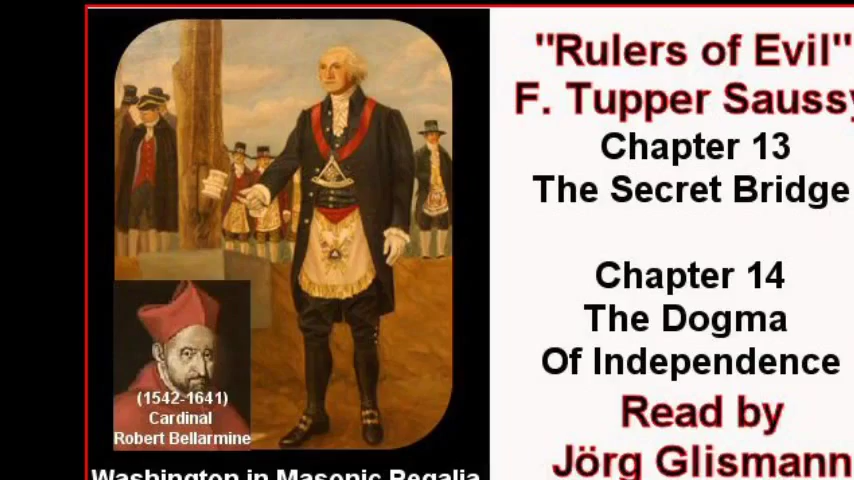 "Rulers of Evil"
F. Tupper Saussy
Chapter 13
The Secret Bridge
Chapter 14
The Dogma
Of Independence
Read by
Jörg Glismann
(1542-1641)
Cardinal
Robert Bellarmine
Washington in Masonic Regalia